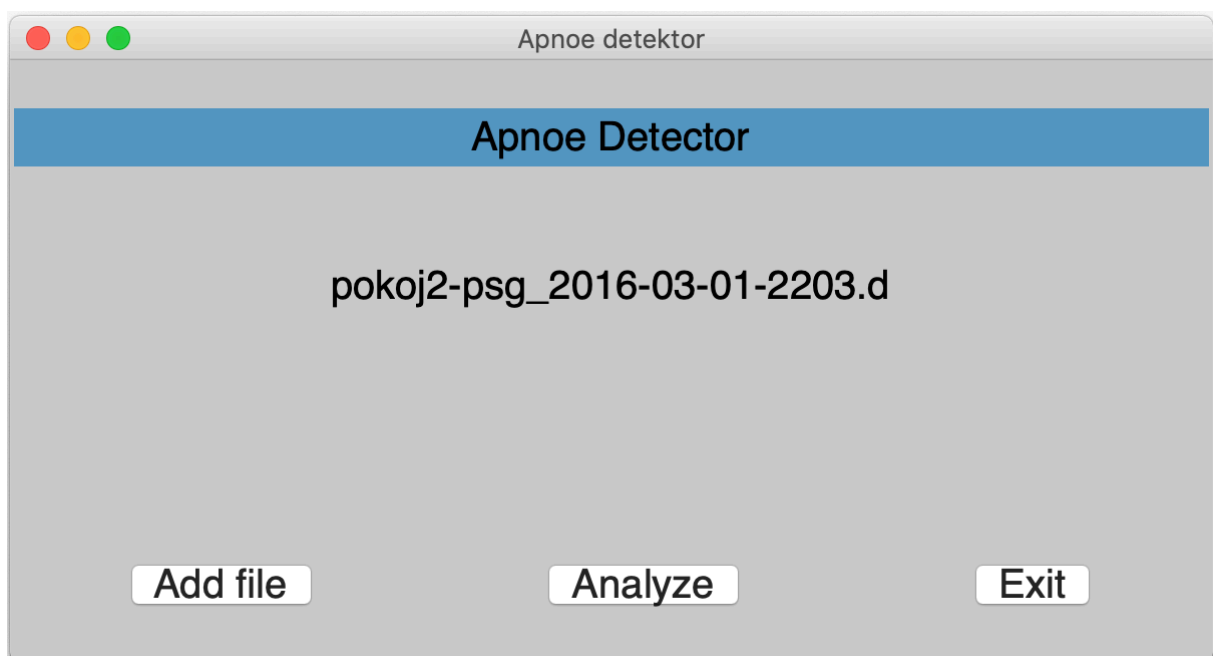 Apnoe detektor
Apnoe Detector
pokoj2-psg_2016-03-01-2203.d
Add file Analyze Exit